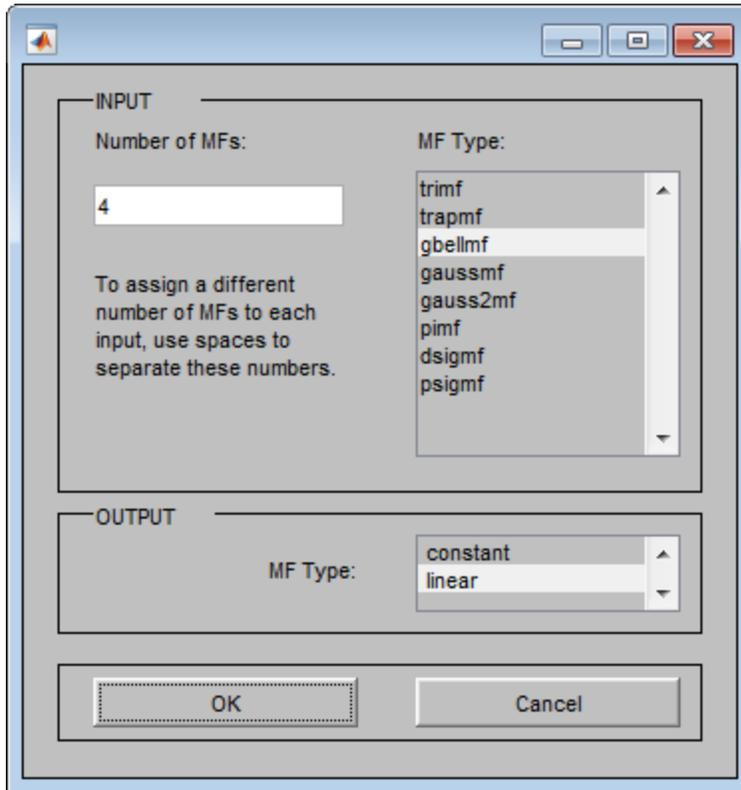 INPUT
Number of MFs:
4
To assign a different
number of MFs to each
input, use spaces to
separate these numbers.
MF Type:
trimf
trapmf
gbellmf
gaussmf
gauss2mf
pimf
dsigmf
psigmf
OUTPUT
MF Type:
constant
linear
OK
Cancel